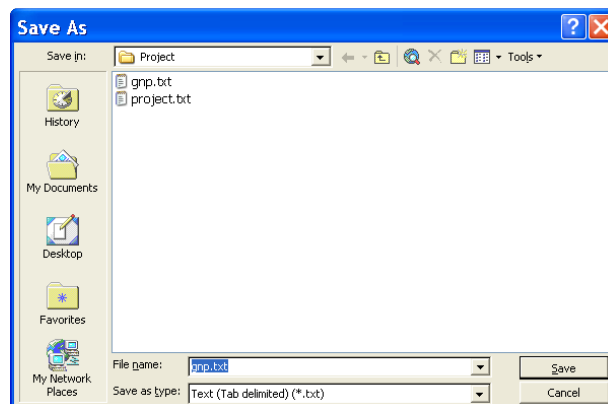 Save As
Save in:
Project
Tools
gnp.txt
project.txt
History
My Documents
Desktop
Favorites
My Network
Places
File name:
gnp.txt
Save
Save as type:
Text (Tab delimited) (*.txt)
Cancel